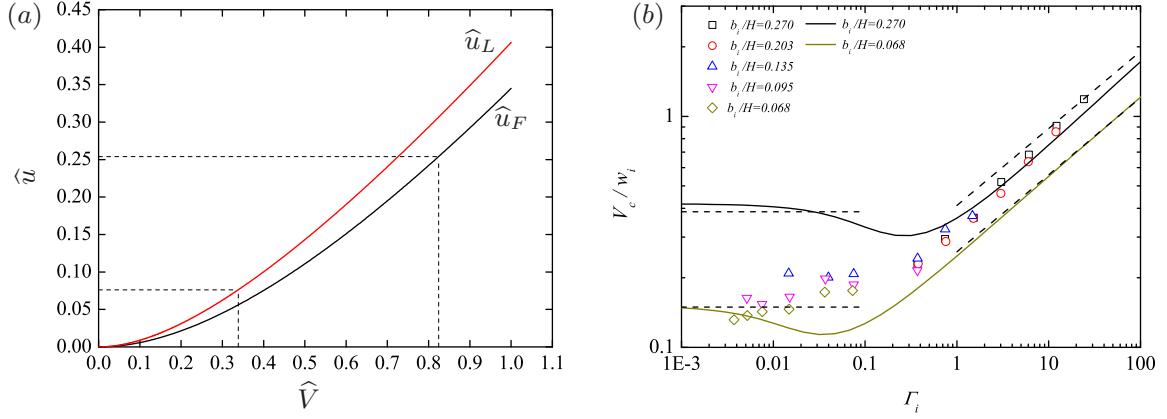 (a)
0.45
0.40
0.35
0.30
0.25
0.20
0.15
0.10
0.05
0.00
û
û_L
û_F
0.0 0.1 0.2 0.3 0.4 0.5 0.6 0.7 0.8 0.9 1.0 1.1
V̂
(b)
b_i/H=0.270
b_i/H=0.203
b_i/H=0.135
b_i/H=0.095
b_i/H=0.068
b_i/H=0.270
b_i/H=0.068
V_c / w_i
1
0.1
1E-3 0.01 0.1 1 10 100
Γ_i